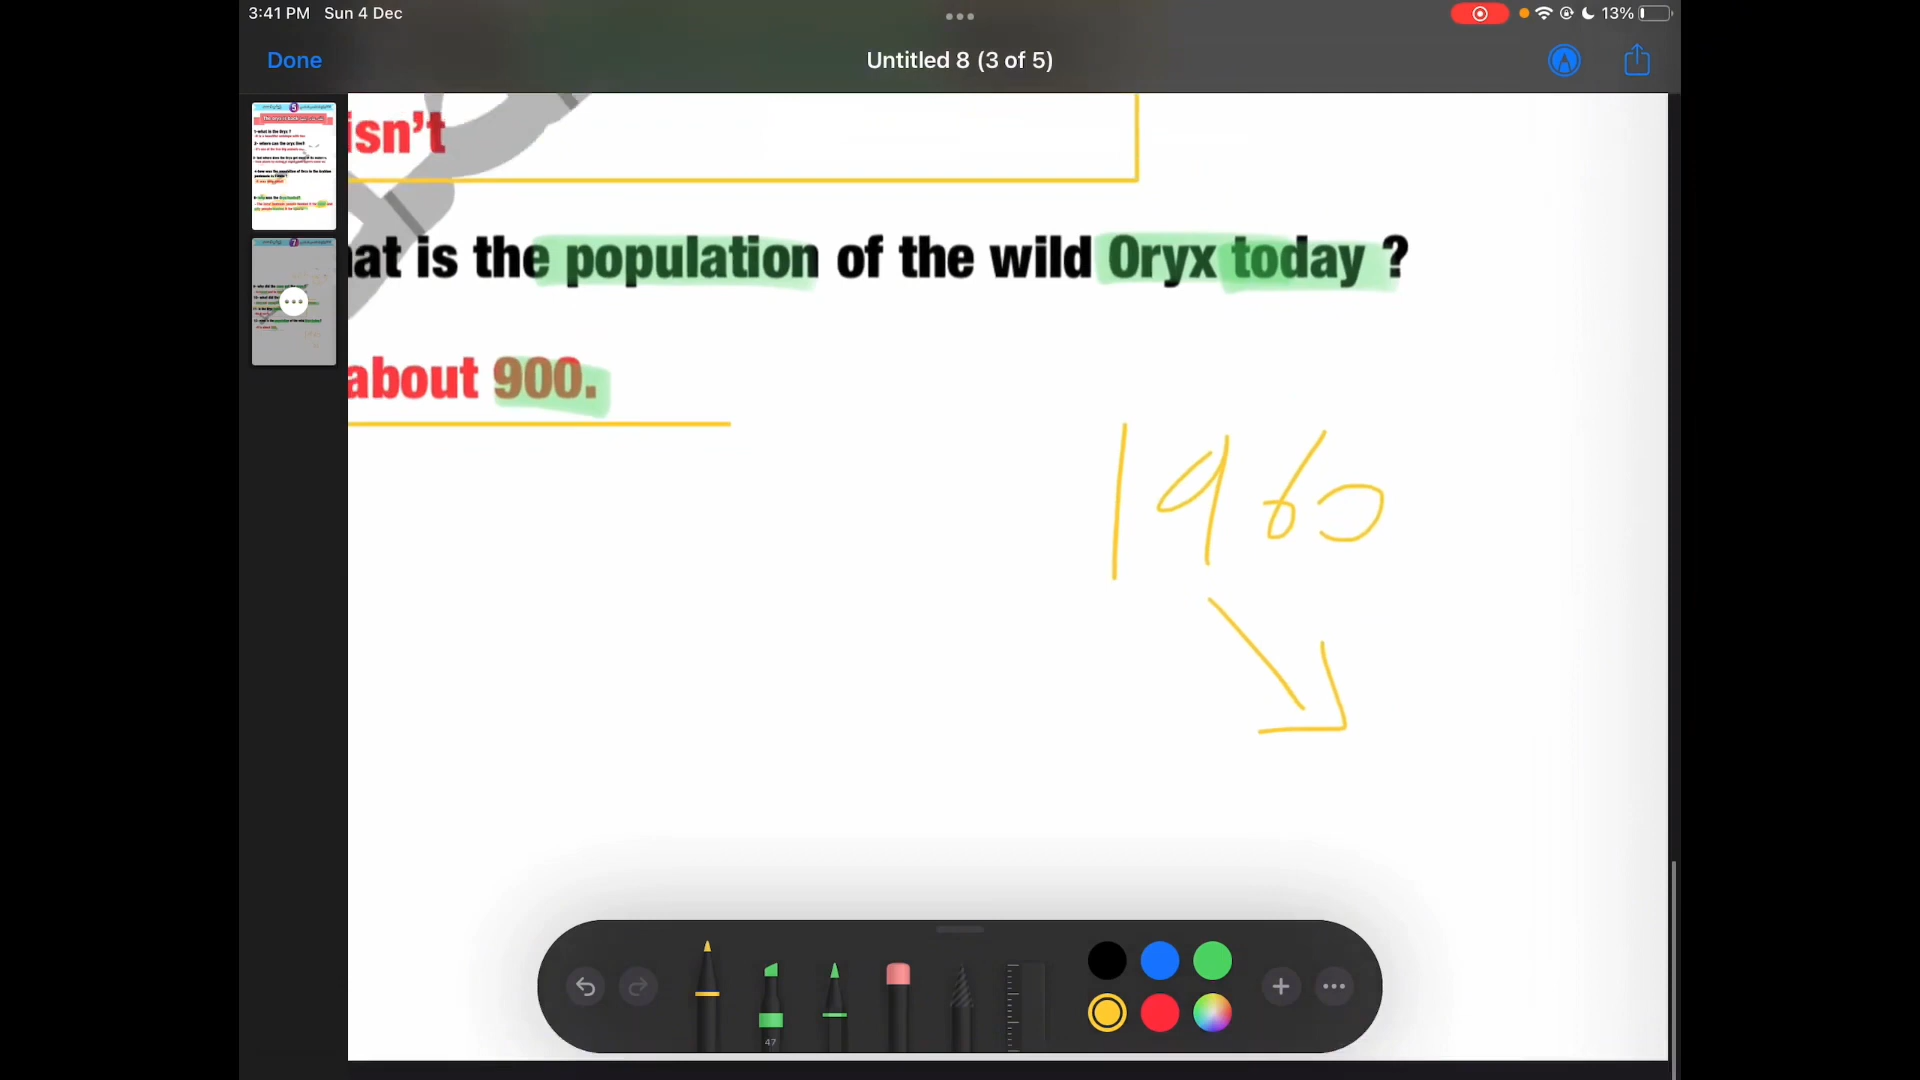 3:41 PM Sun 4 Dec
13%
Done
Untitled 8 (3 of 5)
isn't
at is the population of the wild Oryx today ?
about 900.
1960
47